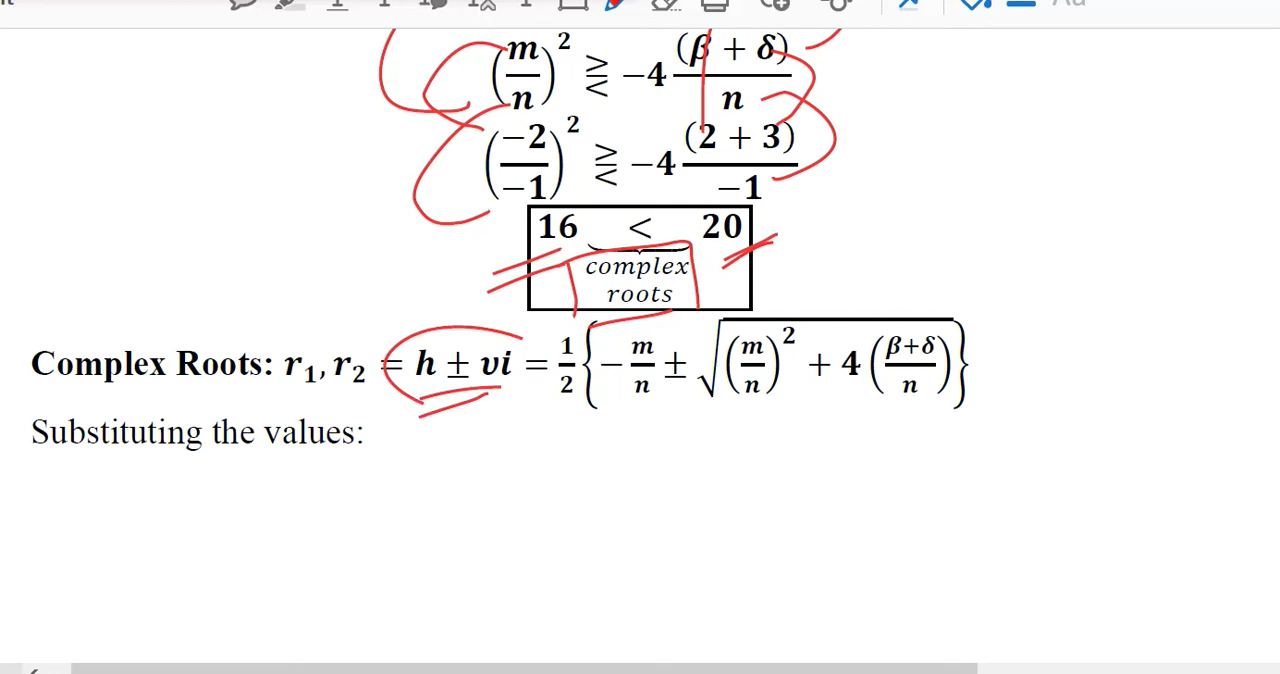 (m/n)² ⋛ −4 (β + δ)/n
(−2/−1)² ⋛ −4 (2 + 3)/−1
16 < 20
complex
roots
Complex Roots: r₁, r₂ = h ± vi = 1/2 {− m/n ± √((m/n)² + 4 ((β+δ)/n))}
Substituting the values: